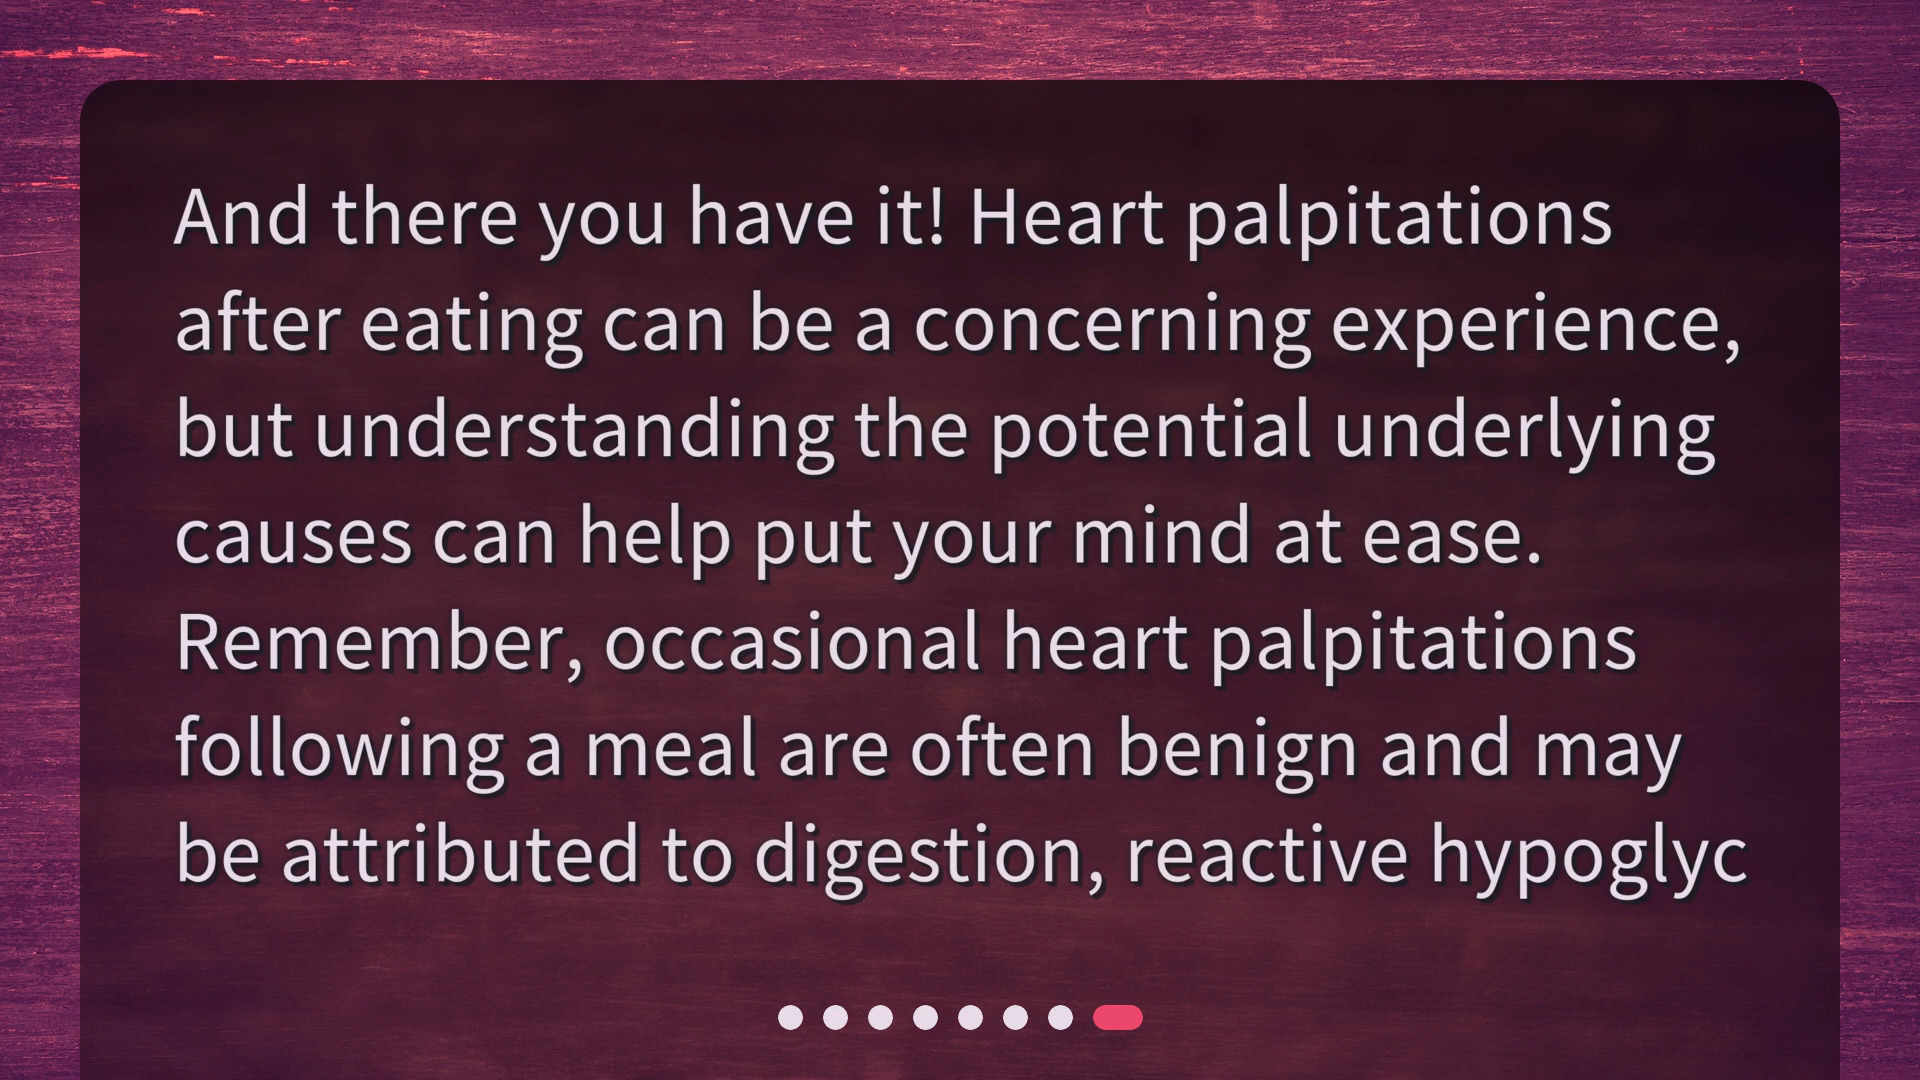 And there you have it! Heart palpitations
after eating can be a concerning experience,
but understanding the potential underlying
causes can help put your mind at ease.
Remember, occasional heart palpitations
following a meal are often benign and may
be attributed to digestion, reactive hypoglyc